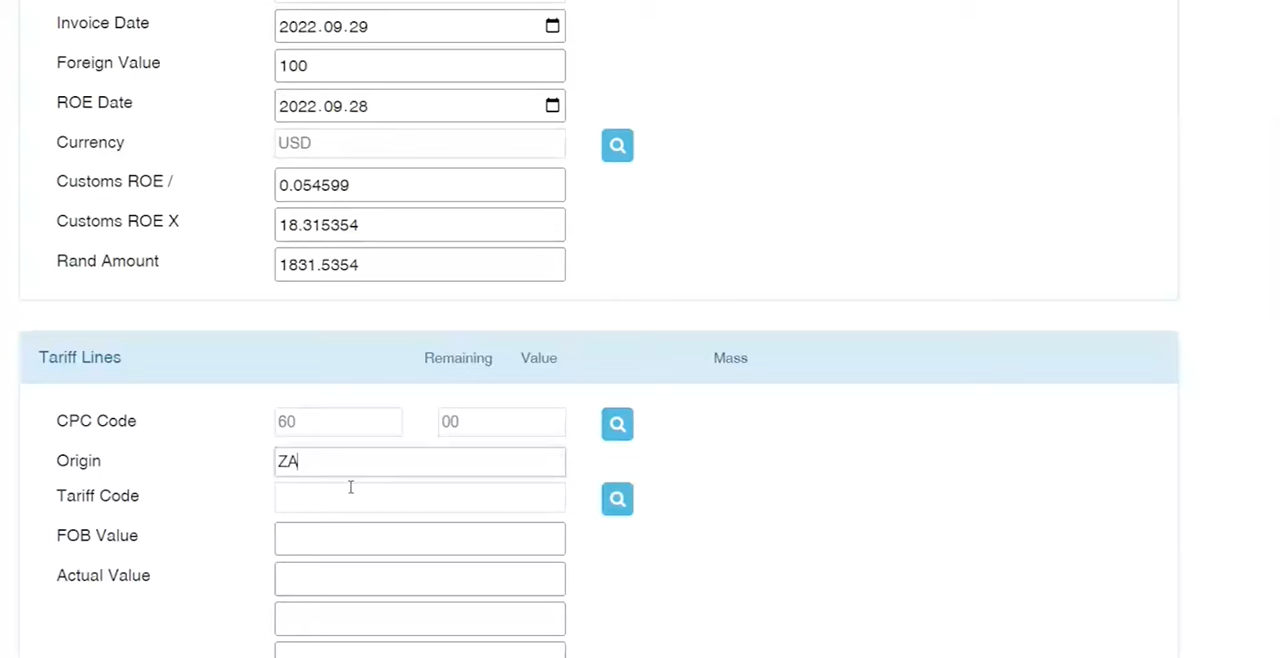 Invoice Date 2022.09.29
Foreign Value 100
ROE Date 2022.09.28
Currency USD
Customs ROE / 0.054599
Customs ROE X 18.315354
Rand Amount 1831.5354
Tariff Lines Remaining Value Mass
CPC Code 60 00
Origin ZA
Tariff Code
FOB Value
Actual Value